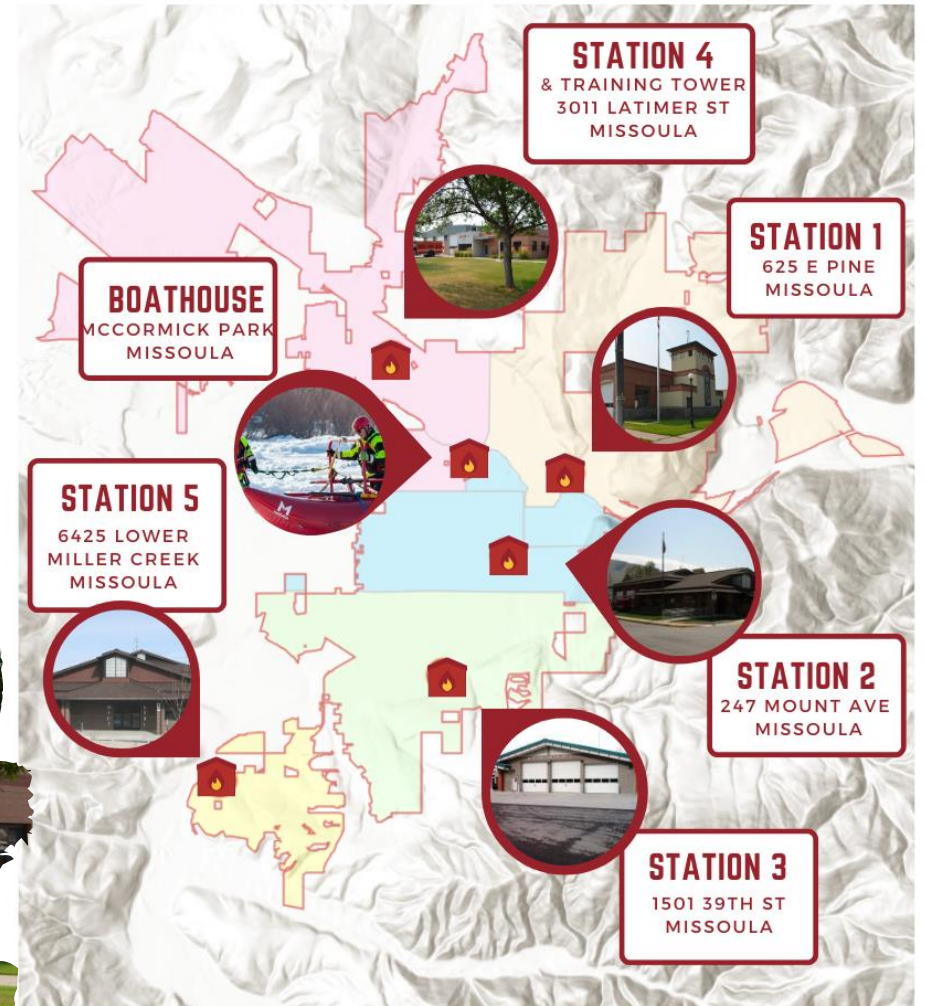 STATION 4
& TRAINING TOWER
3011 LATIMER ST
MISSOULA
STATION 1
625 E PINE
MISSOULA
BOATHOUSE
MCCORMICK PARK
MISSOULA
STATION 5
6425 LOWER
MILLER CREEK
MISSOULA
STATION 2
247 MOUNT AVE
MISSOULA
STATION 3
1501 39TH ST
MISSOULA